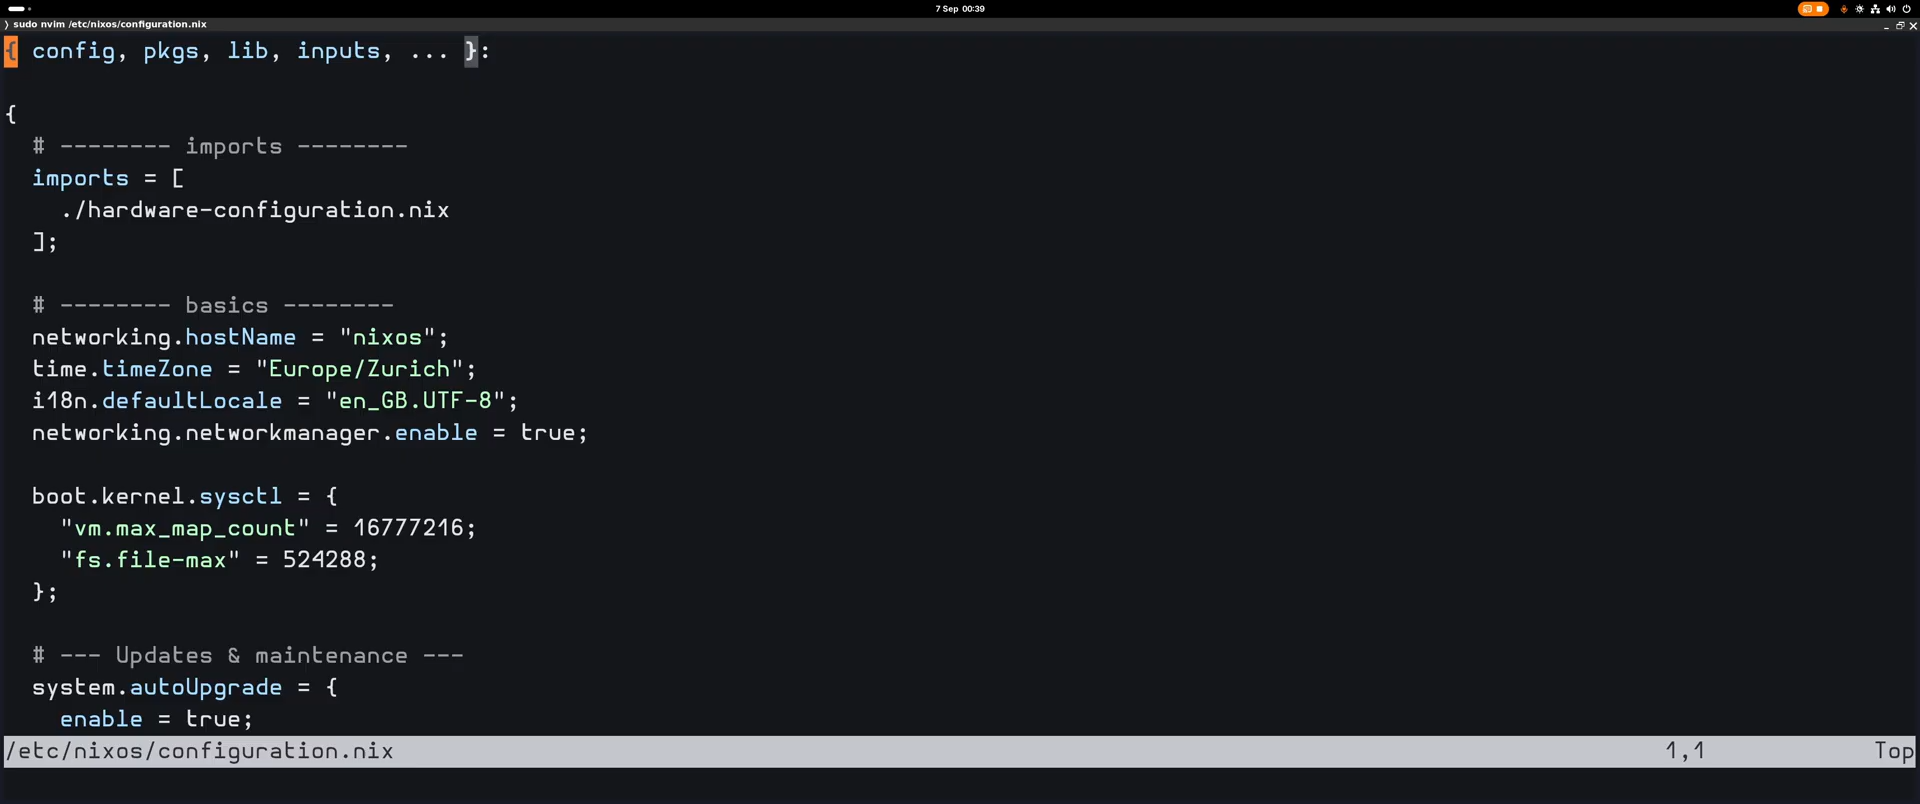 7 Sep 00:39
❭ sudo nvim /etc/nixos/configuration.nix
{ config, pkgs, lib, inputs, ... }:
{
# -------- imports --------
imports = [
./hardware-configuration.nix
];
# -------- basics --------
networking.hostName = "nixos";
time.timeZone = "Europe/Zurich";
i18n.defaultLocale = "en_GB.UTF-8";
networking.networkmanager.enable = true;
boot.kernel.sysctl = {
"vm.max_map_count" = 16777216;
"fs.file-max" = 524288;
};
# --- Updates & maintenance ---
system.autoUpgrade = {
enable = true;
/etc/nixos/configuration.nix 1,1 Top